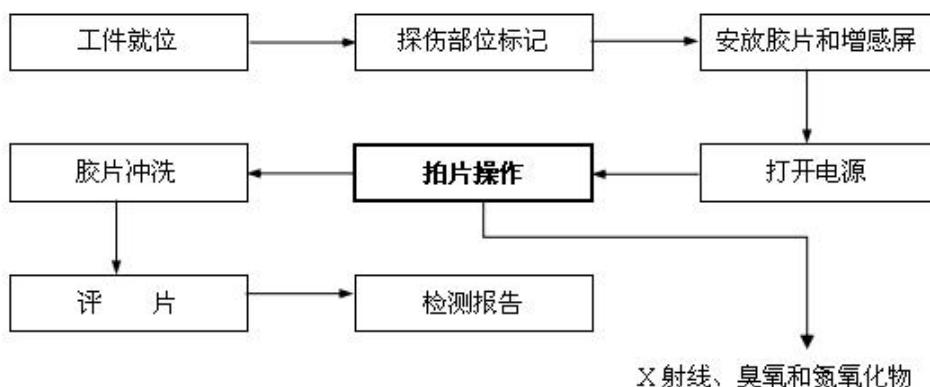 工件就位
探伤部位标记
安放胶片和增感屏
胶片冲洗
拍片操作
打开电源
评 片
检测报告
X射线、臭氧和氮氧化物